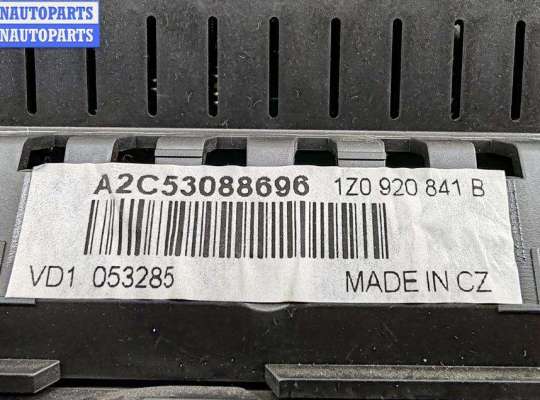 NAUTOPARTS
NAUTOPARTS
A2C53088696 1Z0 920 841 B
VD1 053285 MADE IN CZ